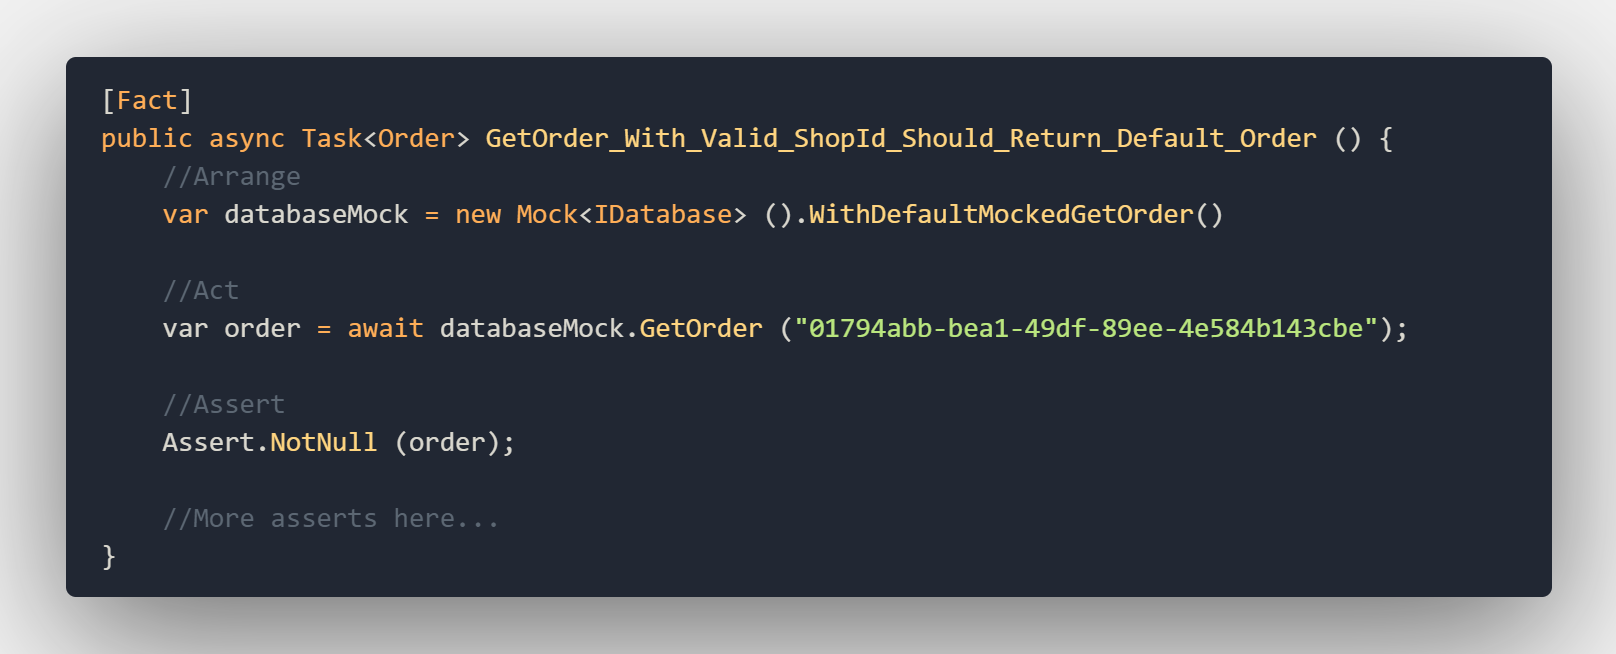 [Fact]
public async Task<Order> GetOrder_With_Valid_ShopId_Should_Return_Default_Order () {
    //Arrange
    var databaseMock = new Mock<IDatabase> ().WithDefaultMockedGetOrder()
    //Act
    var order = await databaseMock.GetOrder ("01794abb-bea1-49df-89ee-4e584b143cbe");
    //Assert
    Assert.NotNull (order);
    //More asserts here...
}